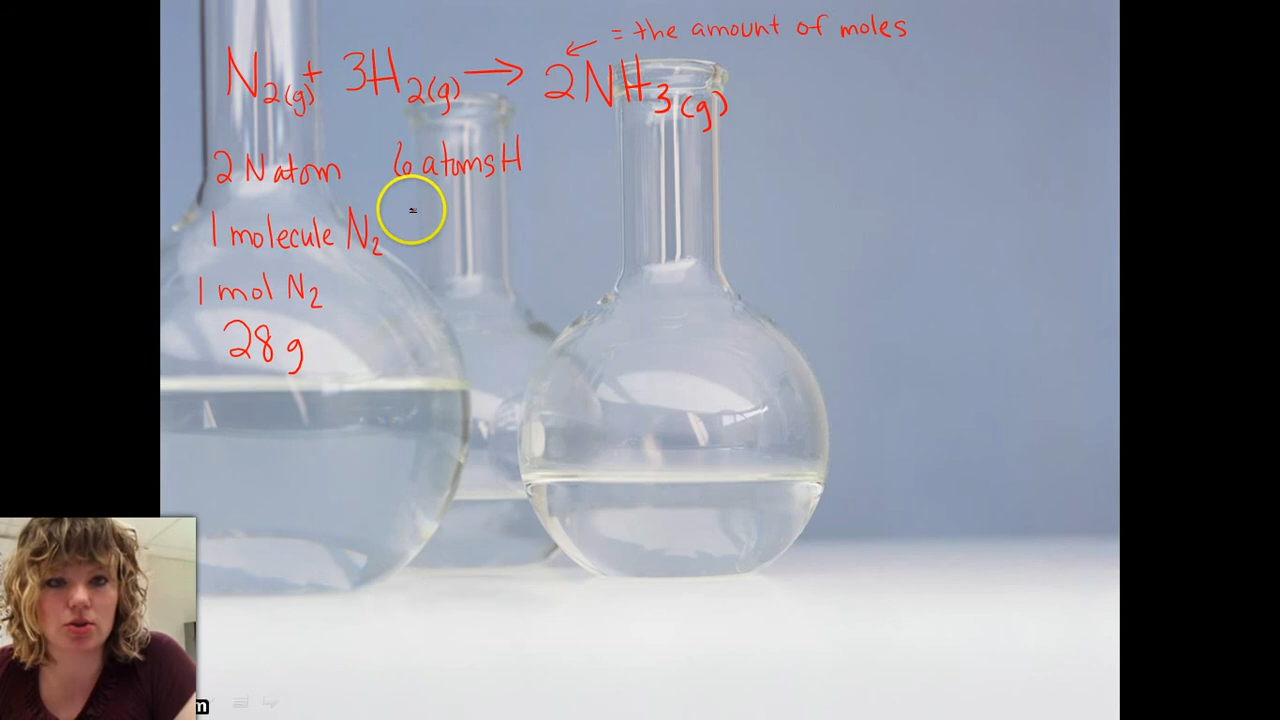 = the amount of moles
N2(g) + 3H2(g) → 2NH3(g)
2 N atom 6 atoms H
1 molecule N2
1 mol N2
28 g
m